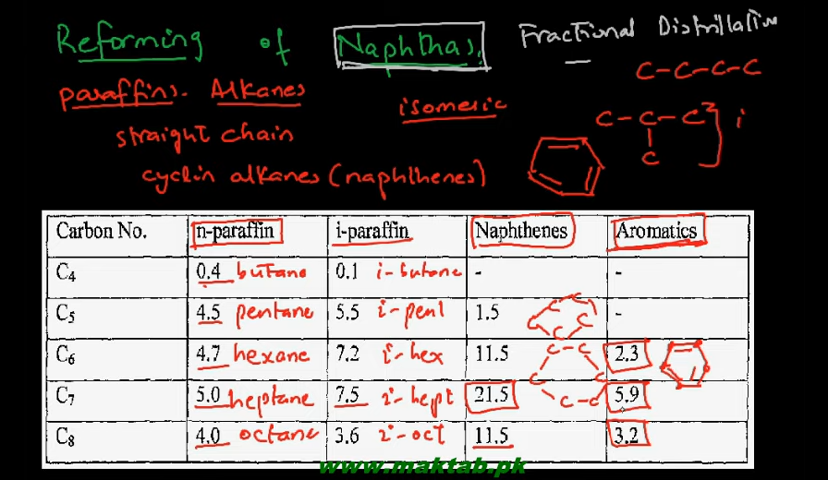 Reforming of Naphthas. Fractional Distillation
C-C-C-C
paraffins. Alkanes isomeric
C-C-C i
C
straight chain
cyclin alkanes (naphthenes)
Carbon No. n-paraffin i-paraffin Naphthenes Aromatics
C4 0.4 butane 0.1 i-butane - -
C5 4.5 pentane 5.5 i-pent 1.5 C C C C C -
C6 4.7 hexane 7.2 i-hex 11.5 C-C 2.3
C7 5.0 heptane 7.5 i-hept 21.5 C C C-C 5.9
C8 4.0 octane 3.6 i-oct 11.5 3.2
www.maktab.pk